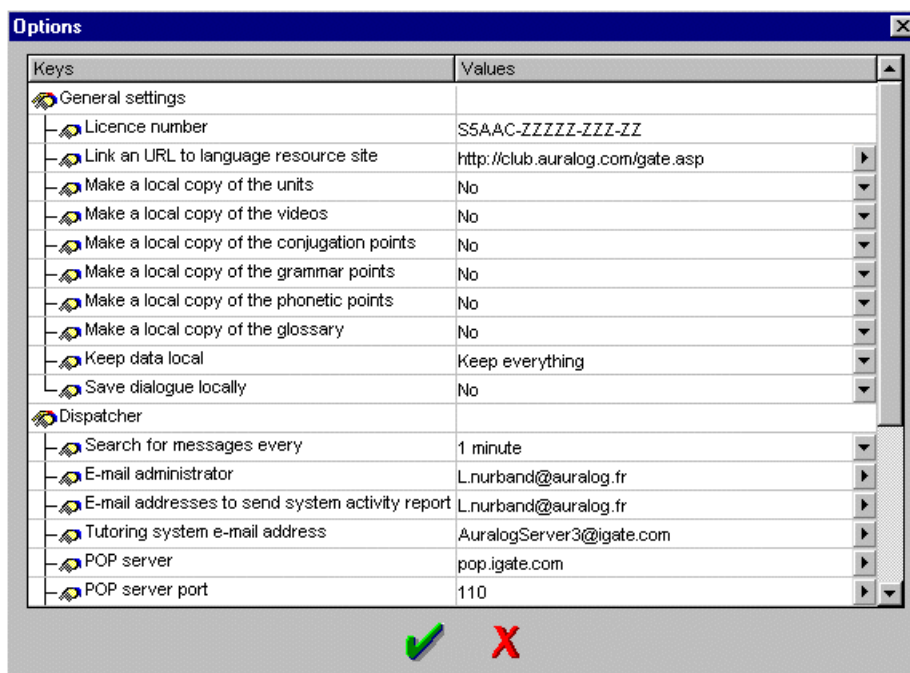 Options
Keys Values
General settings
Licence number S5AAC-ZZZZZ-ZZZ-ZZ
Link an URL to language resource site http://club.auralog.com/gate.asp
Make a local copy of the units No
Make a local copy of the videos No
Make a local copy of the conjugation points No
Make a local copy of the grammar points No
Make a local copy of the phonetic points No
Make a local copy of the glossary No
Keep data local Keep everything
Save dialogue locally No
Dispatcher
Search for messages every 1 minute
E-mail administrator L.nurband@auralog.fr
E-mail addresses to send system activity report L.nurband@auralog.fr
Tutoring system e-mail address AuralogServer3@igate.com
POP server pop.igate.com
POP server port 110